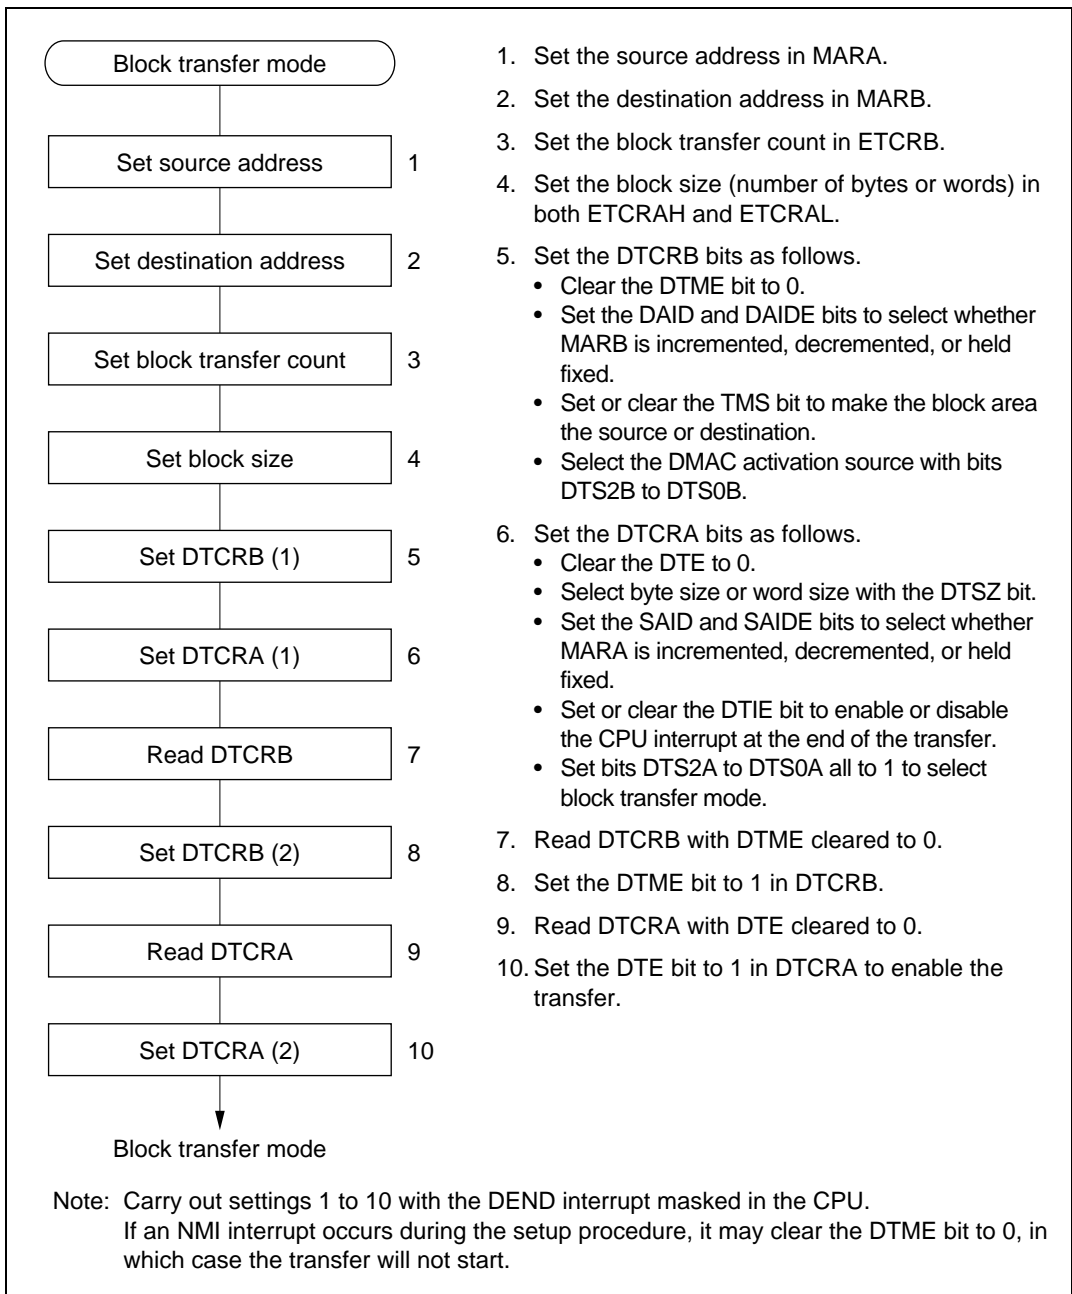 Block transfer mode
Set source address 1
Set destination address 2
Set block transfer count 3
Set block size 4
Set DTCRB (1) 5
Set DTCRA (1) 6
Read DTCRB 7
Set DTCRB (2) 8
Read DTCRA 9
Set DTCRA (2) 10
Block transfer mode
1. Set the source address in MARA.
2. Set the destination address in MARB.
3. Set the block transfer count in ETCRB.
4. Set the block size (number of bytes or words) in
both ETCRAH and ETCRAL.
5. Set the DTCRB bits as follows.
• Clear the DTME bit to 0.
• Set the DAID and DAIDE bits to select whether
MARB is incremented, decremented, or held
fixed.
• Set or clear the TMS bit to make the block area
the source or destination.
• Select the DMAC activation source with bits
DTS2B to DTS0B.
6. Set the DTCRA bits as follows.
• Clear the DTE to 0.
• Select byte size or word size with the DTSZ bit.
• Set the SAID and SAIDE bits to select whether
MARA is incremented, decremented, or held
fixed.
• Set or clear the DTIE bit to enable or disable
the CPU interrupt at the end of the transfer.
• Set bits DTS2A to DTS0A all to 1 to select
block transfer mode.
7. Read DTCRB with DTME cleared to 0.
8. Set the DTME bit to 1 in DTCRB.
9. Read DTCRA with DTE cleared to 0.
10. Set the DTE bit to 1 in DTCRA to enable the
transfer.
Note: Carry out settings 1 to 10 with the DEND interrupt masked in the CPU.
If an NMI interrupt occurs during the setup procedure, it may clear the DTME bit to 0, in
which case the transfer will not start.